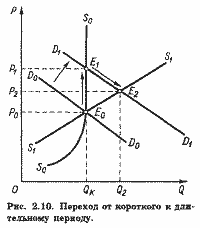 P
S₀
D₁
P₁
E₁
S₁
D₀
P₂
E₂
P₀
E₀
S₁
D₀
D₁
S₀
O
Qк
Q₂
Q
Рис. 2.10. Переход от короткого к дли-
тельному периоду.